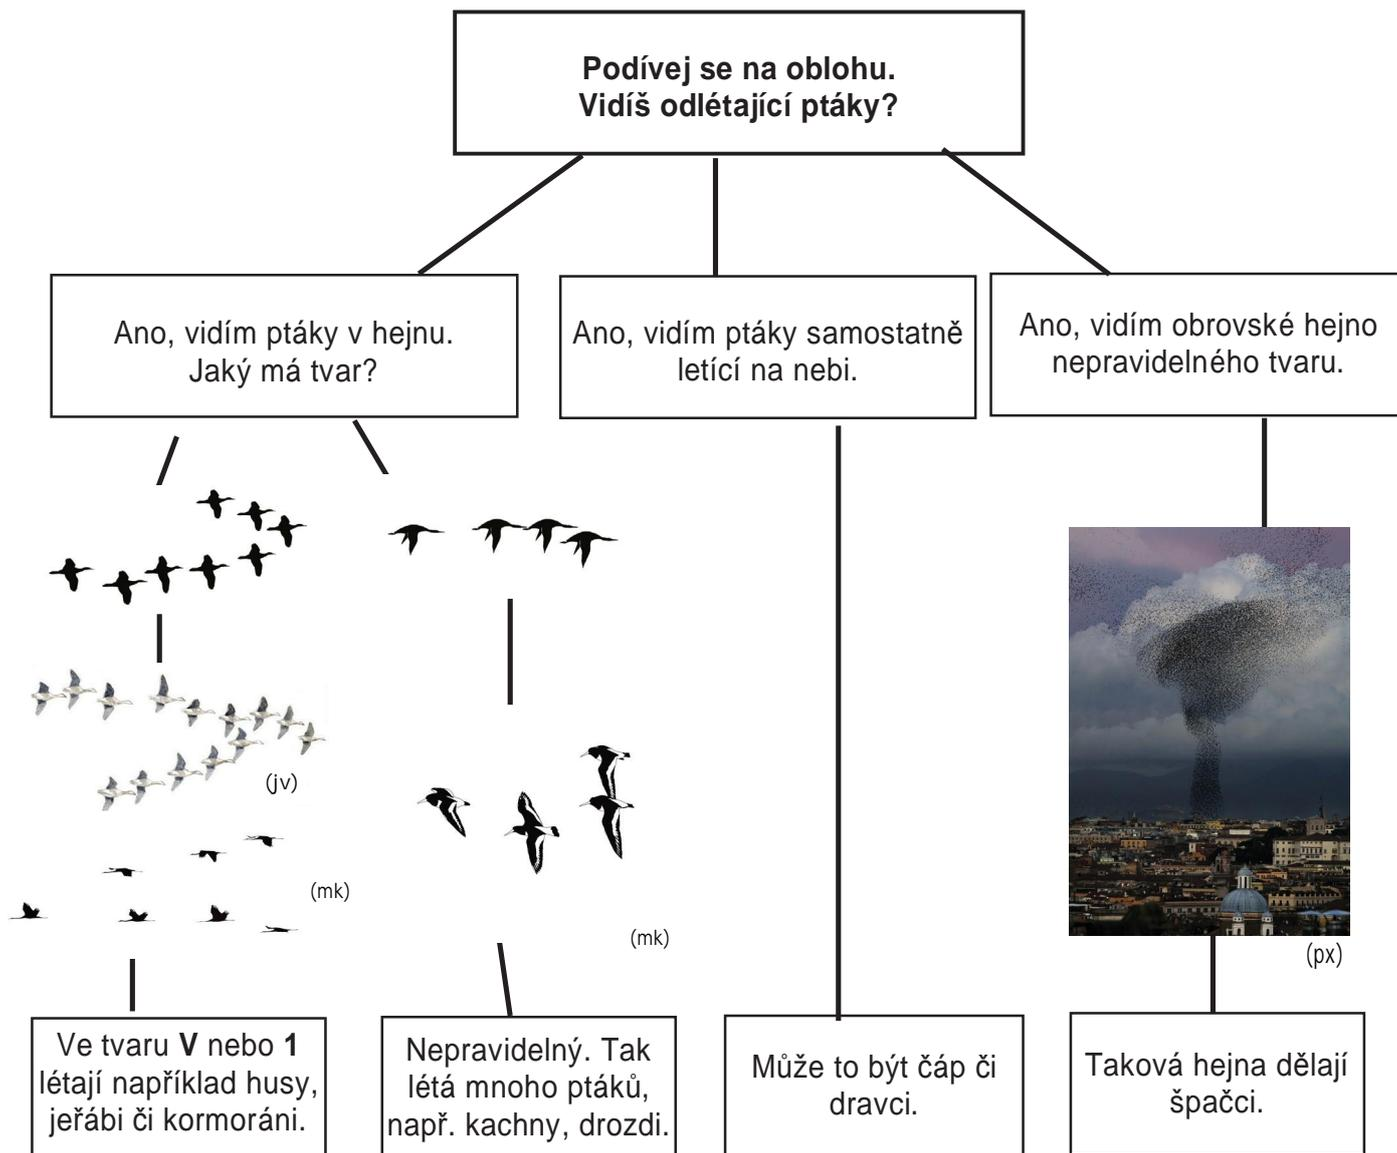 Podívej se na oblohu.
Vidíš odlétající ptáky?
Ano, vidím ptáky v hejnu.
Jaký má tvar?
Ano, vidím ptáky samostatně
letící na nebi.
Ano, vidím obrovské hejno
nepravidelného tvaru.
(jv)
(mk)
(mk)
(px)
Ve tvaru V nebo 1
létají například husy,
jeřábi či kormoráni.
Nepravidelný. Tak
létá mnoho ptáků,
např. kachny, drozdi.
Může to být čáp či
dravci.
Taková hejna dělají
špačci.